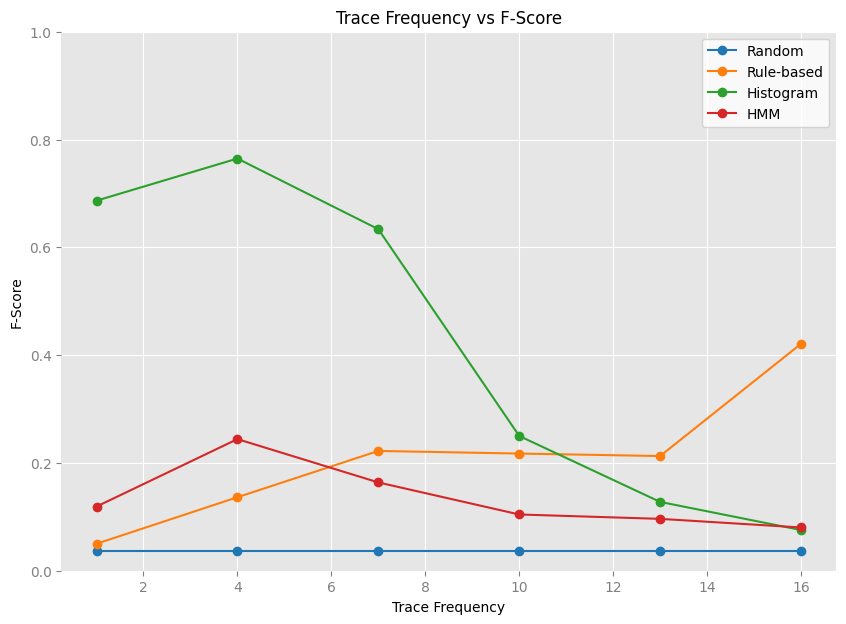 Trace Frequency vs F-Score
Random
Rule-based
Histogram
HMM
1.0
0.8
0.6
0.4
0.2
0.0
F-Score
2 4 6 8 10 12 14 16
Trace Frequency